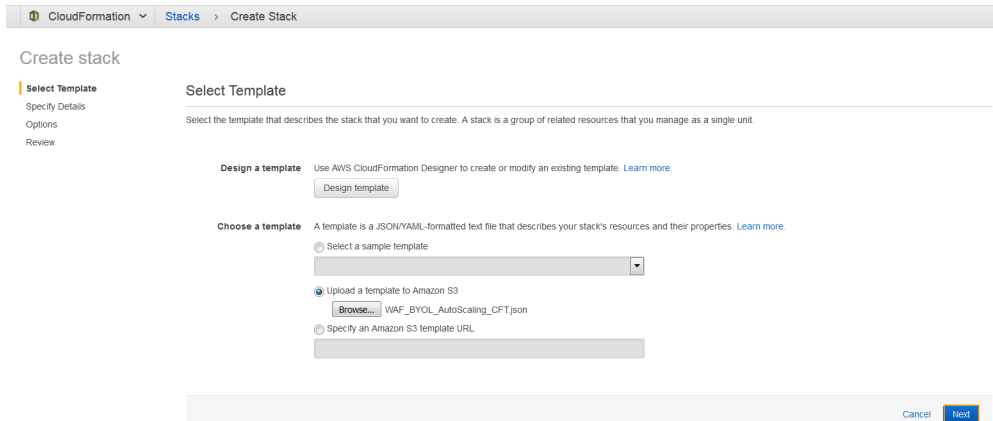 CloudFormation Stacks > Create Stack
Create stack
Select Template
Specify Details
Options
Review
Select Template
Select the template that describes the stack that you want to create. A stack is a group of related resources that you manage as a single unit.
Design a template Use AWS CloudFormation Designer to create or modify an existing template. Learn more.
Design template
Choose a template A template is a JSON/YAML-formatted text file that describes your stack's resources and their properties. Learn more.
Select a sample template
Upload a template to Amazon S3
Browse... WAF_BYOL_AutoScaling_CFT.json
Specify an Amazon S3 template URL
Cancel Next